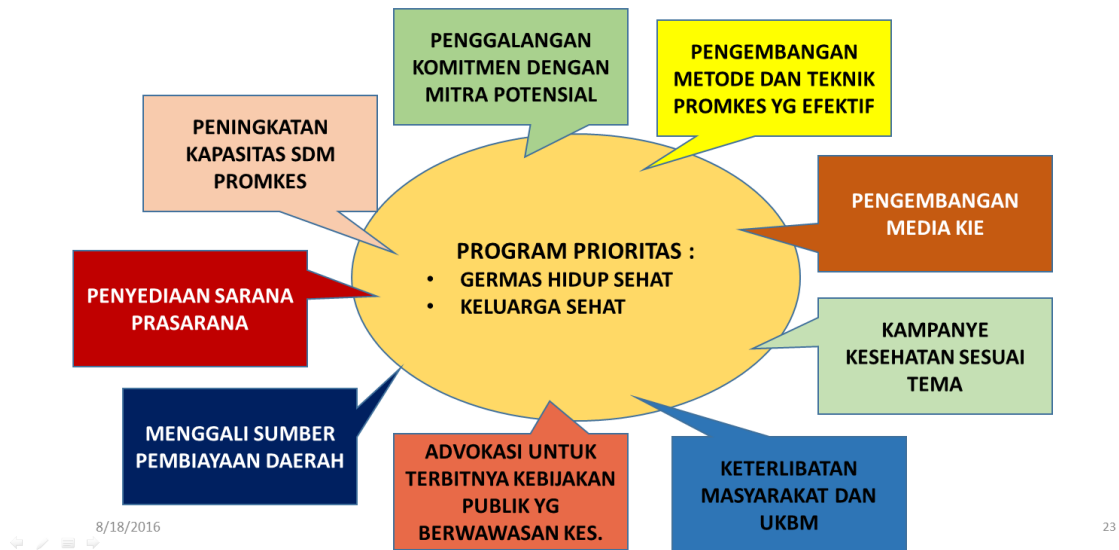 PENGGALANGAN
KOMITMEN DENGAN
MITRA POTENSIAL
PENGEMBANGAN
METODE DAN TEKNIK
PROMKES YG EFEKTIF
PENINGKATAN
KAPASITAS SDM
PROMKES
PENGEMBANGAN
MEDIA KIE
PROGRAM PRIORITAS :
• GERMAS HIDUP SEHAT
• KELUARGA SEHAT
PENYEDIAAN SARANA
PRASARANA
KAMPANYE
KESEHATAN SESUAI
TEMA
MENGGALI SUMBER
PEMBIAYAAN DAERAH
ADVOKASI UNTUK
TERBITNYA KEBIJAKAN
PUBLIK YG
BERWAWASAN KES.
KETERLIBATAN
MASYARAKAT DAN
UKBM
8/18/2016
23